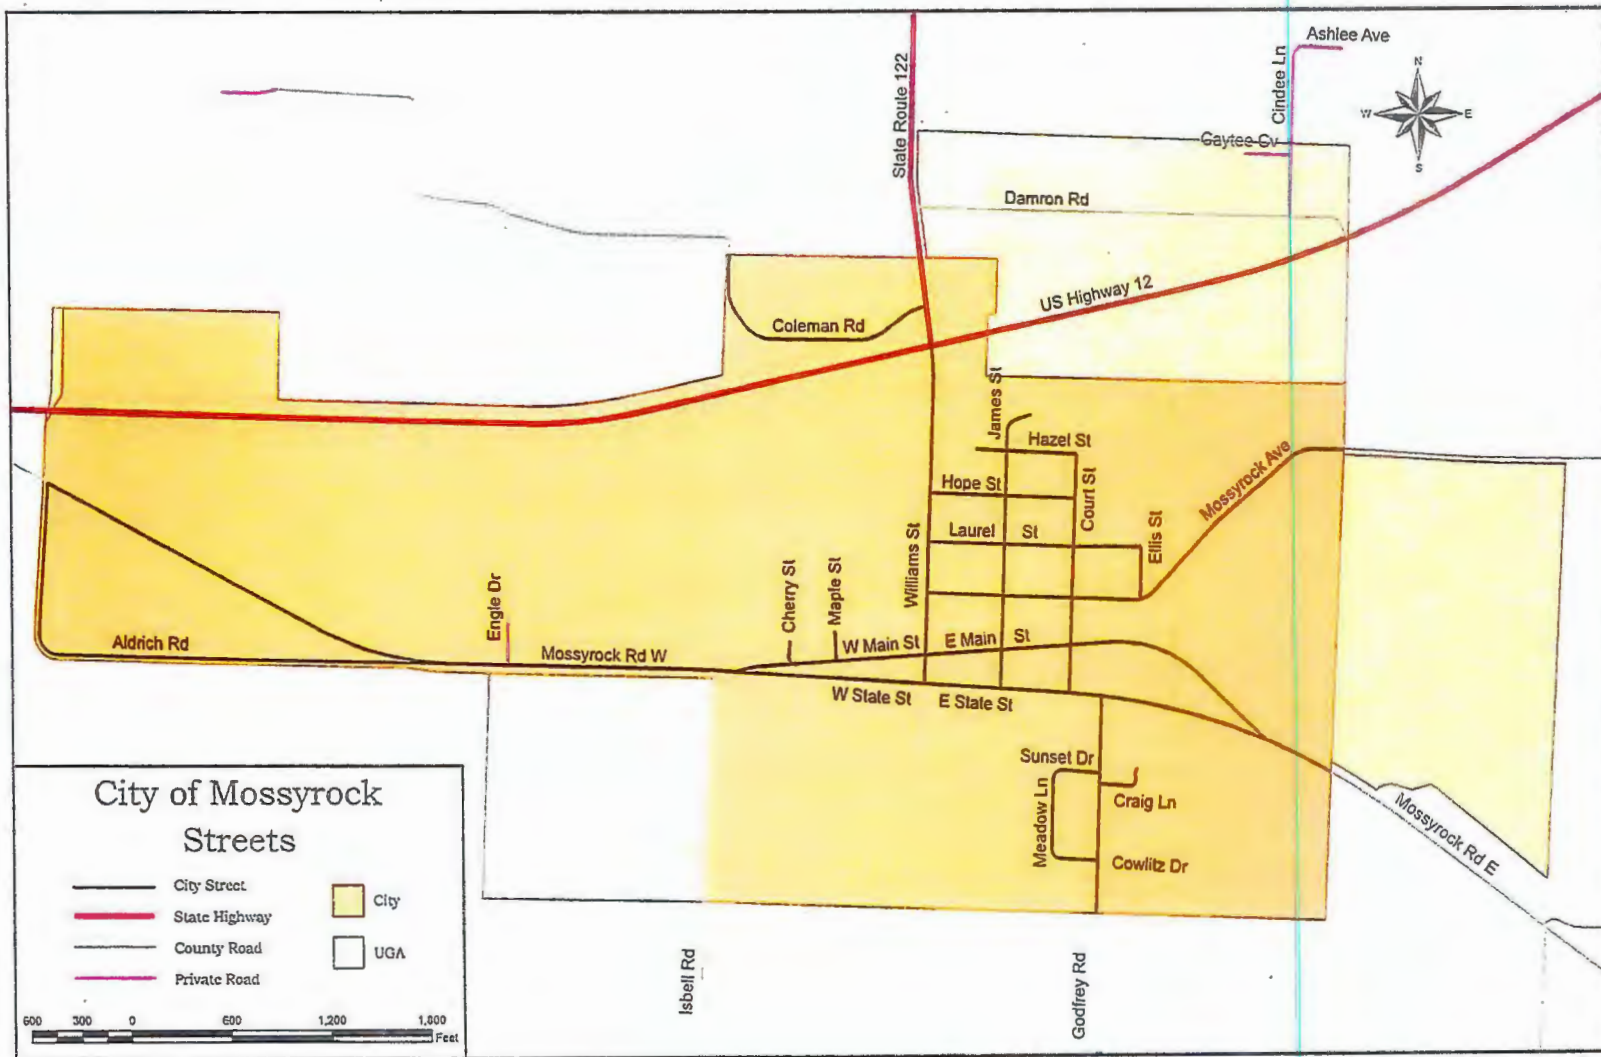 Ashlee Ave
Cindee Ln
State Route 122
N
W
E
S
Caytee Cv
Damron Rd
US Highway 12
Coleman Rd
James St
Hazel St
Court St
Mossyrock Ave
Hope St
Laurel St
Ellis St
Williams St
Cherry St
Maple St
Engle Dr
Aldrich Rd
Mossyrock Rd W
W Main St
E Main St
W State St
E State St
Sunset Dr
Meadow Ln
Craig Ln
Cowlitz Dr
Mossyrock Rd E
Isbell Rd
Godfrey Rd
City of Mossyrock
Streets
City Street
State Highway
County Road
Private Road
City
UGA
600 300 0 600 1,200 1,800
Feet